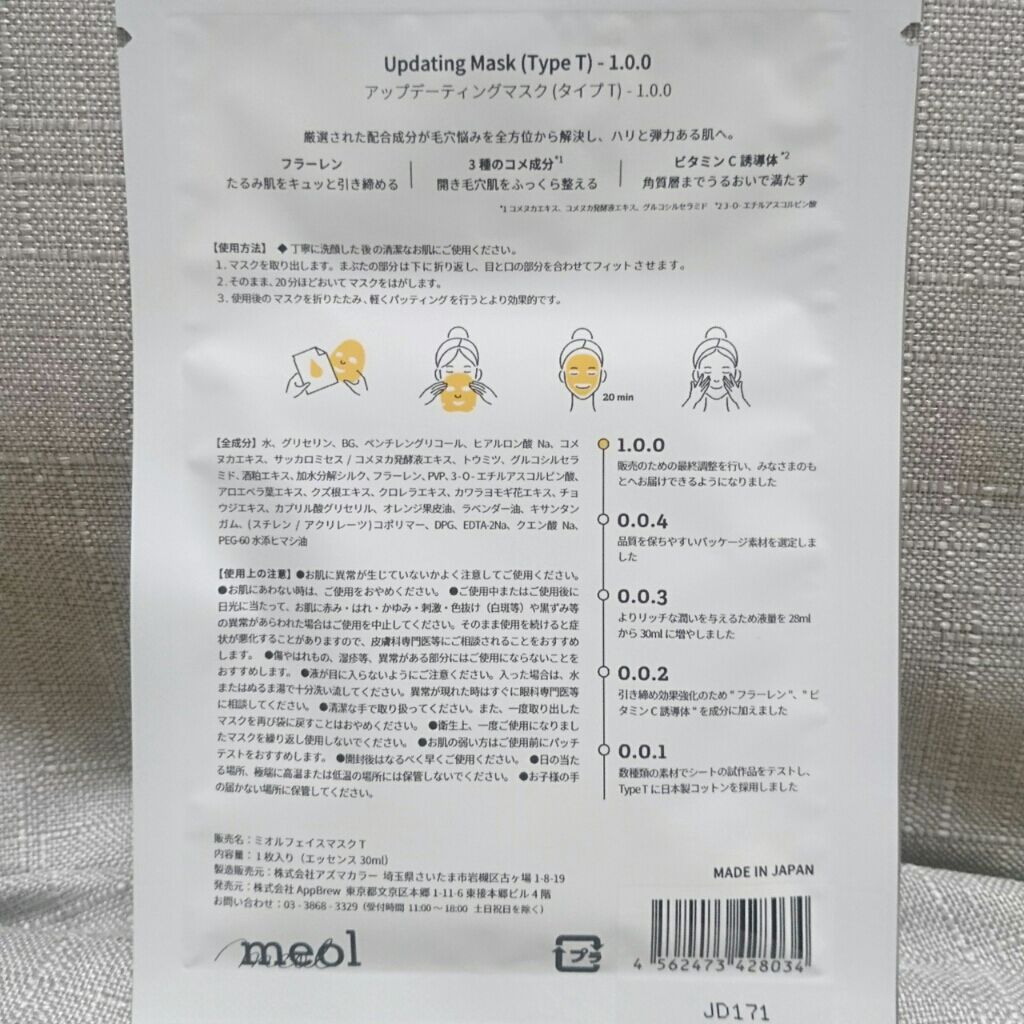 Updating Mask (Type T) - 1.0.0
アップデーティングマスク (タイプ T) - 1.0.0
厳選された配合成分が毛穴悩みを全方位から解決し、ハリと弾力ある肌へ。
フラーレン
たるみ肌をキュッと引き締める
3 種のコメ成分*1
開き毛穴肌をふっくら整える
ビタミン C 誘導体*2
角質層までうるおいで満たす
*1 コメヌカエキス、コメヌカ発酵液エキス、グルコシルセラミド *2 3-O- エチルアスコルビン酸
【使用方法】 ◆ 丁寧に洗顔した後の清潔なお肌にご使用ください。
1. マスクを取り出します。まぶたの部分は下に折り返し、目と口の部分を合わせてフィットさせます。
2. そのまま、20 分ほどおいてマスクをはがします。
3. 使用後のマスクを折りたたみ、軽くパッティングを行うとより効果的です。
20 min
【全成分】水、グリセリン、BG、ペンチレングリコール、ヒアルロン酸 Na、コメ
ヌカエキス、サッカロミセス / コメヌカ発酵液エキス、トウミツ、グルコシルセラ
ミド、酒粕エキス、加水分解シルク、フラーレン、PVP、3-O- エチルアスコルビン酸、
アロエベラ葉エキス、クズ根エキス、クロレラエキス、カワラヨモギ花エキス、チョ
ウジエキス、カプリル酸グリセリル、オレンジ果皮油、ラベンダー油、キサンタン
ガム、(スチレン / アクリレーツ) コポリマー、DPG、EDTA-2Na、クエン酸 Na、
PEG-60 水添ヒマシ油
【使用上の注意】●お肌に異常が生じていないかよく注意してご使用ください。
●お肌にあわない時は、ご使用をおやめください。 ●ご使用中またはご使用後に
日光に当たって、お肌に赤み・はれ・かゆみ・刺激・色抜け（白斑等）や黒ずみ等
の異常があらわれた場合はご使用を中止してください。そのまま使用を続けると症
状が悪化することがありますので、皮膚科専門医等にご相談されることをおすすめ
します。 ●傷やはれもの、湿疹等、異常がある部分にはご使用にならないことを
おすすめします。 ●液が目に入らないようにご注意ください。入った場合は、水
またはぬるま湯で十分洗い流してください。異常が現れた時はすぐに眼科専門医等
に相談してください。 ●清潔な手で取り扱ってください。また、一度取り出した
マスクを再び袋に戻すことはおやめください。 ●衛生上、一度ご使用になりまし
たマスクを繰り返し使用しないでください。 ●お肌の弱い方はご使用前にパッチ
テストをおすすめします。 ●開封後はなるべく早くご使用ください。 ●日の当た
る場所、極端に高温または低温の場所には保管しないでください。 ●お子様の手
の届かない場所に保管してください。
1.0.0
販売のための最終調整を行い、みなさまのも
とへお届けできるようになりました
0.0.4
品質を保ちやすいパッケージ素材を選定しま
した
0.0.3
よりリッチな潤いを与えるため液量を 28ml
から 30ml に増やしました
0.0.2
引き締め効果強化のため " フラーレン "、" ビ
タミン C 誘導体 " を成分に加えました
0.0.1
数種類の素材でシートの試作品をテストし、
Type T に日本製コットンを採用しました
販売名：ミオルフェイスマスク T
内容量：1 枚入り（エッセンス 30ml）
製造販売元：株式会社アズマカラー 埼玉県さいたま市岩槻区古ヶ場 1-8-19
発売元：株式会社 AppBrew 東京都文京区本郷 1-11-6 東接本郷ビル 4 階
お問い合わせ：03 - 3868 - 3329（受付時間 11:00 ～ 18:00 土日祝日を除く）
meol
プラ
MADE IN JAPAN
4 562473 428034
JD171